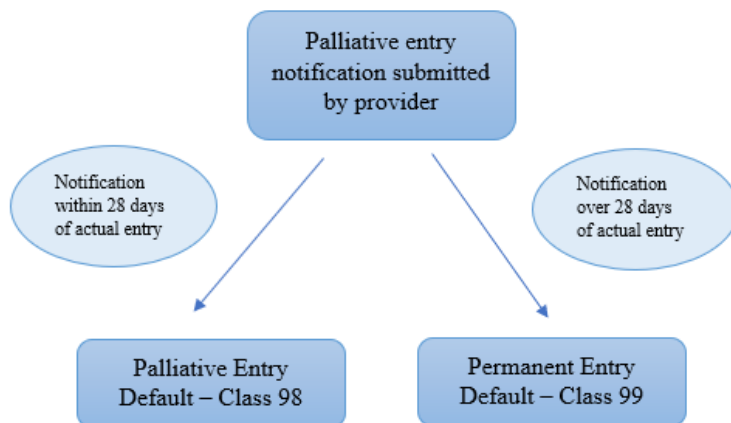 Palliative entry
notification submitted
by provider
Notification
within 28 days
of actual entry
Notification
over 28 days
of actual entry
Palliative Entry
Default – Class 98
Permanent Entry
Default – Class 99